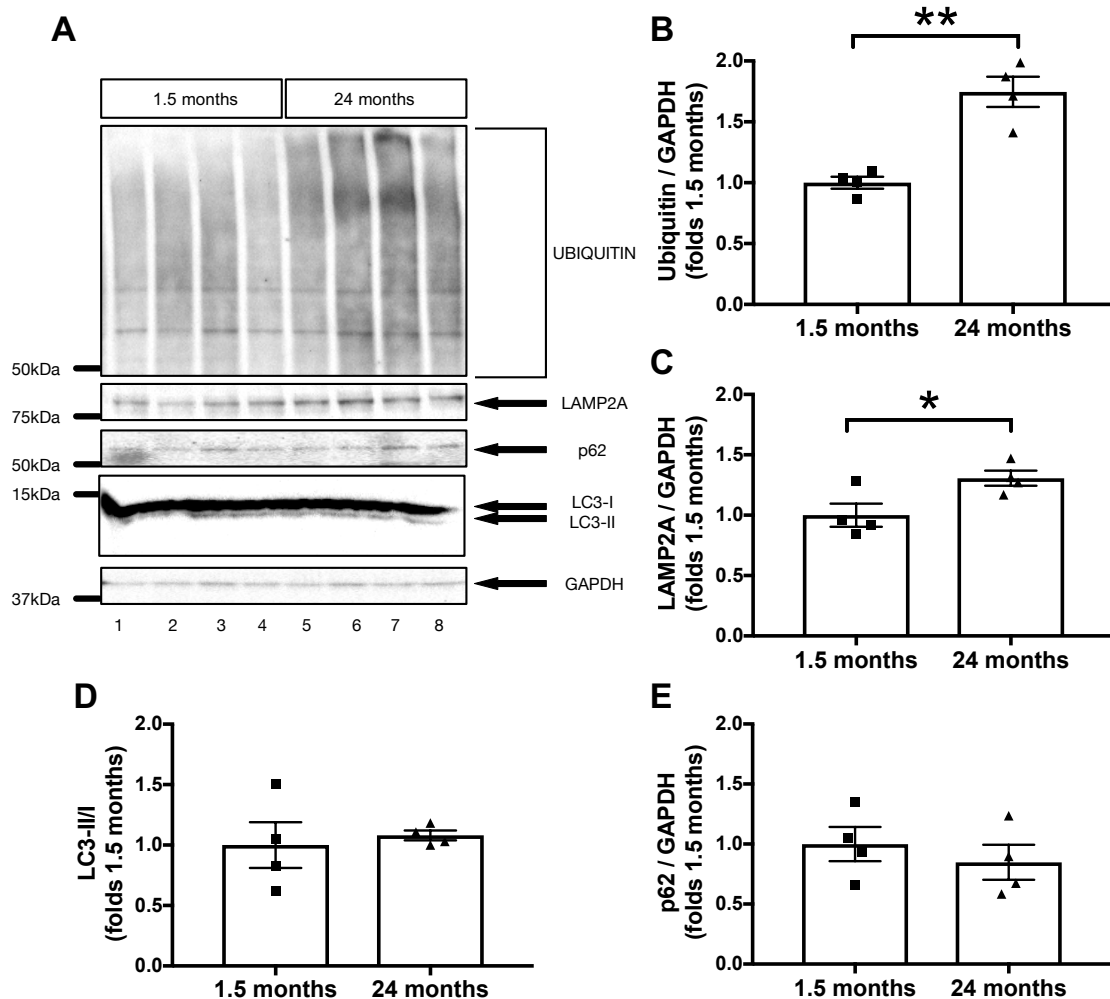 A
1.5 months 24 months
UBIQUITIN
50kDa
LAMP2A
75kDa
p62
50kDa
15kDa
LC3-I
LC3-II
GAPDH
37kDa
1 2 3 4 5 6 7 8
B
**
Ubiquitin / GAPDH
(folds 1.5 months)
2.0
1.5
1.0
0.5
0.0
1.5 months 24 months
C
*
LAMP2A / GAPDH
(folds 1.5 months)
2.0
1.5
1.0
0.5
0.0
1.5 months 24 months
D
LC3-II/I
(folds 1.5 months)
2.0
1.5
1.0
0.5
0.0
1.5 months 24 months
E
p62 / GAPDH
(folds 1.5 months)
2.0
1.5
1.0
0.5
0.0
1.5 months 24 months